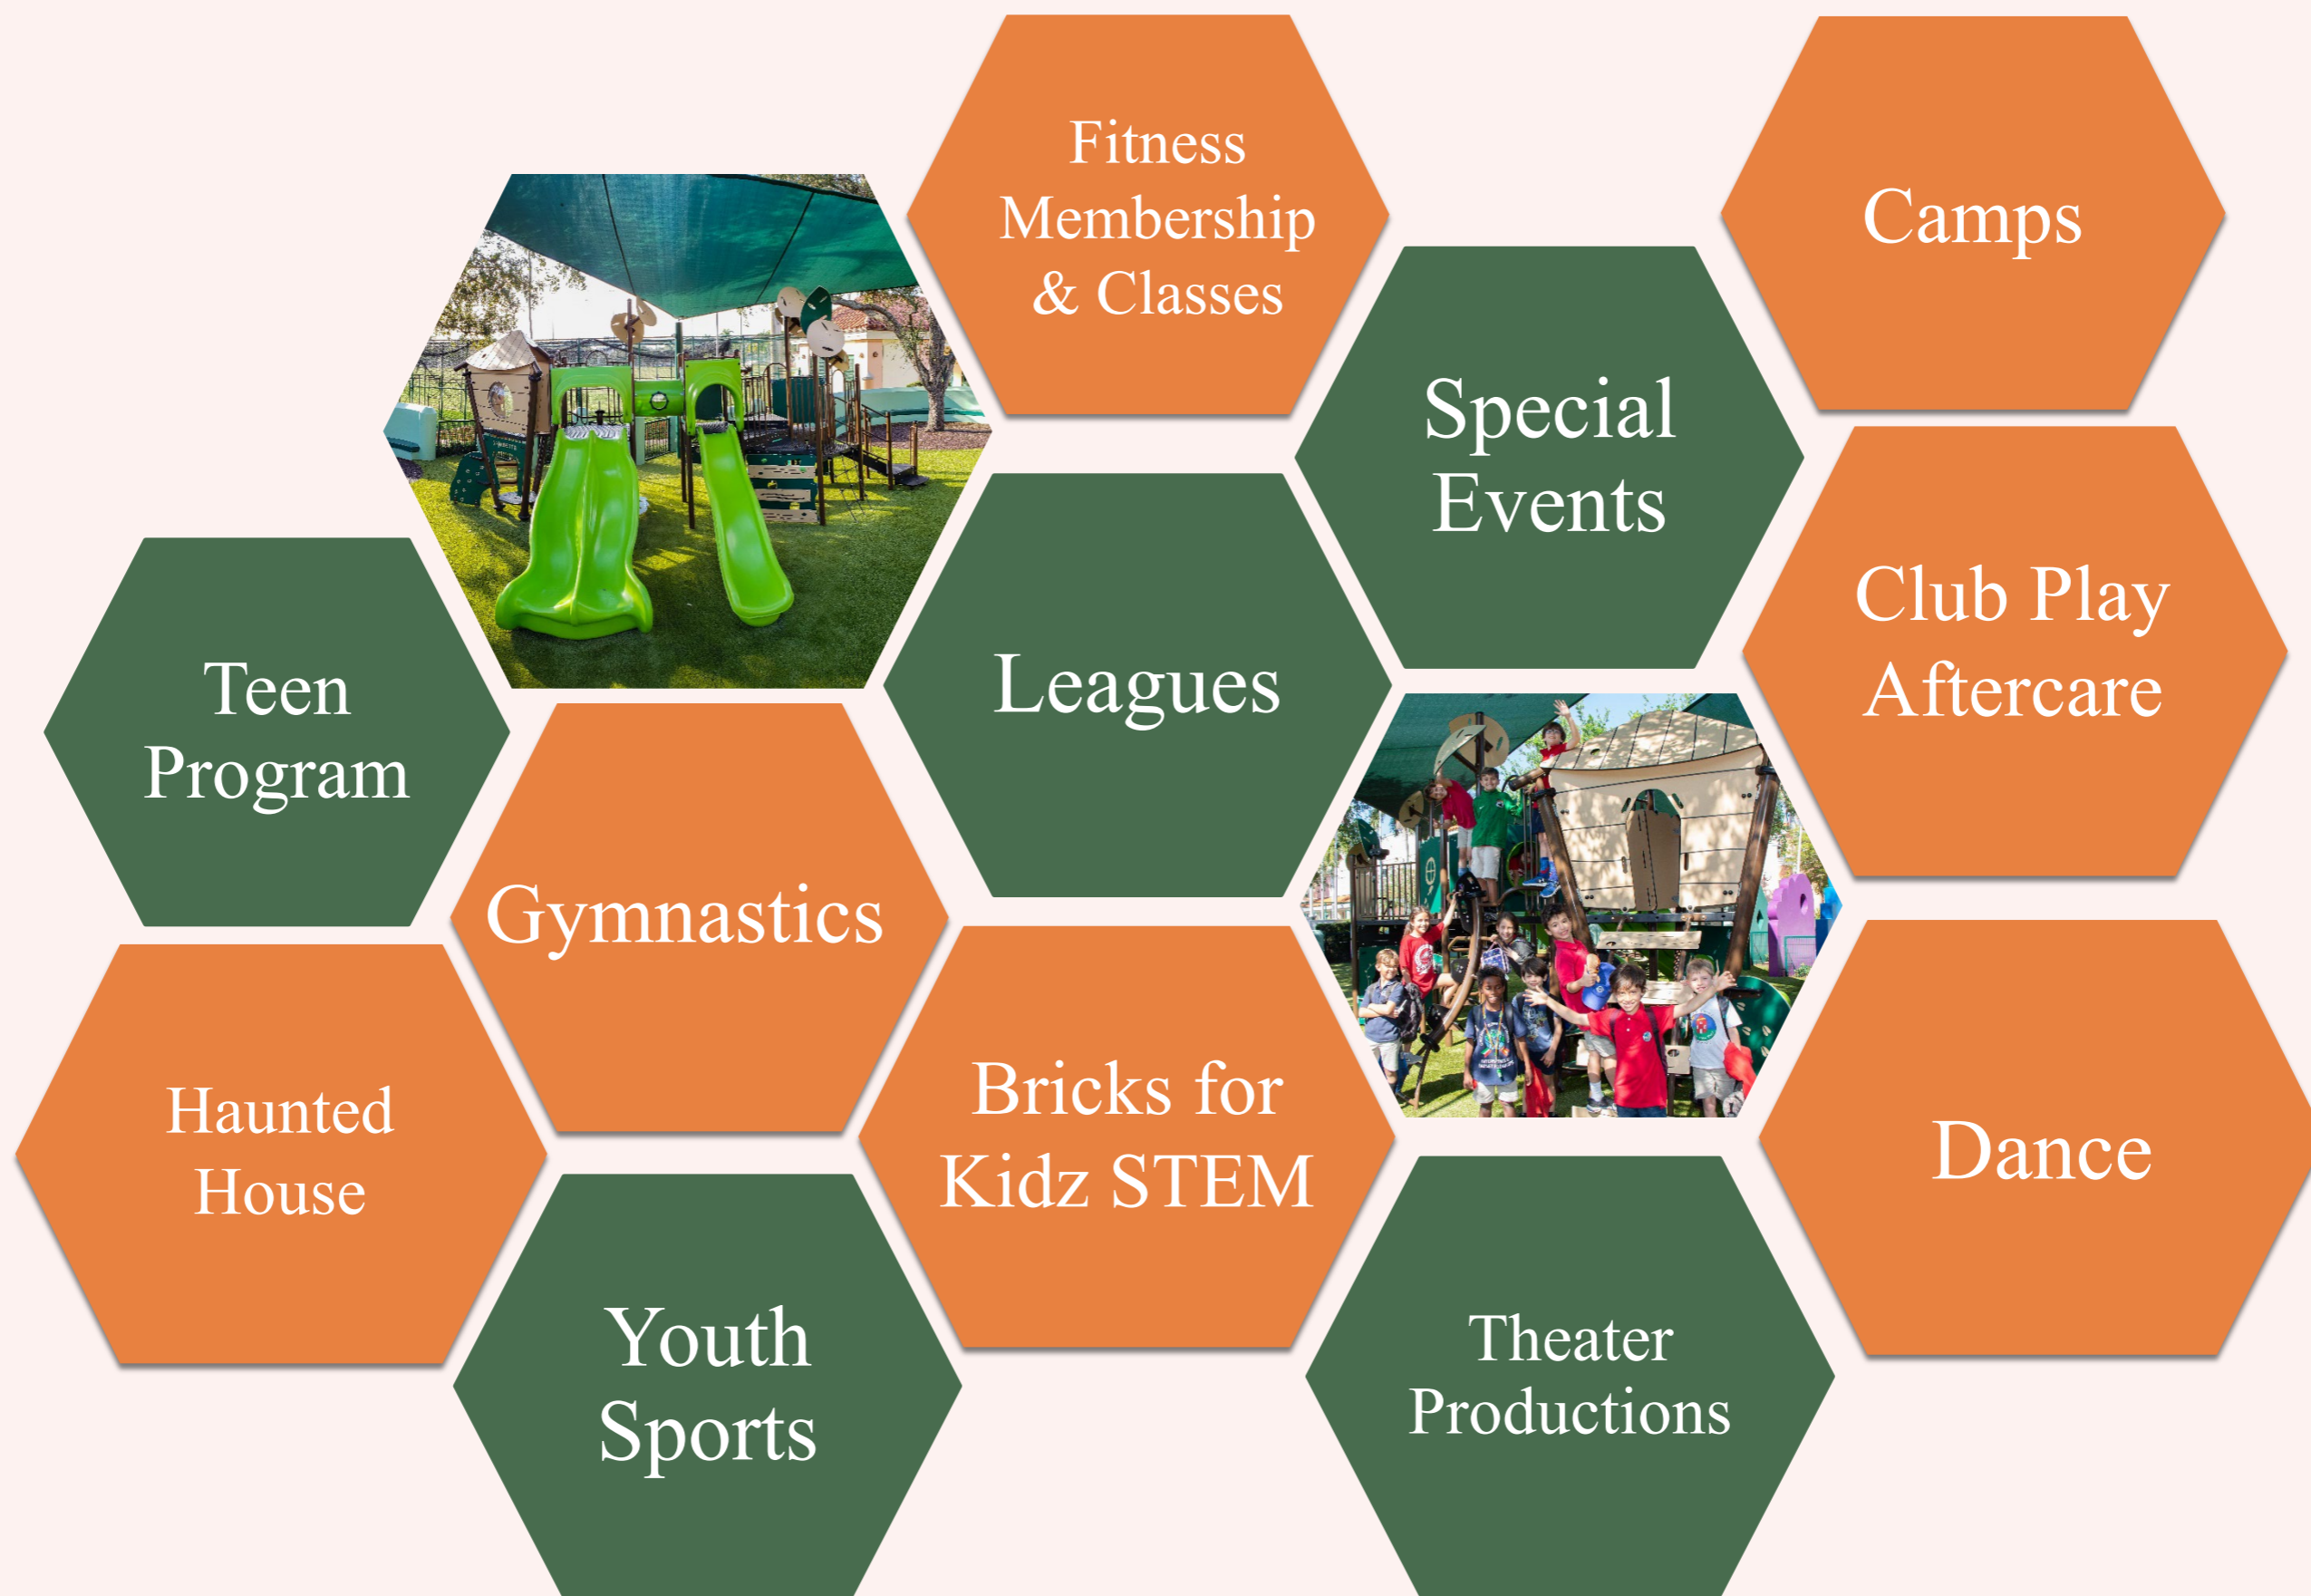 Fitness
Membership
& Classes
Camps
Special
Events
Club Play
Aftercare
Teen
Program
Leagues
Gymnastics
Haunted
House
Bricks for
Kidz STEM
Dance
Youth
Sports
Theater
Productions